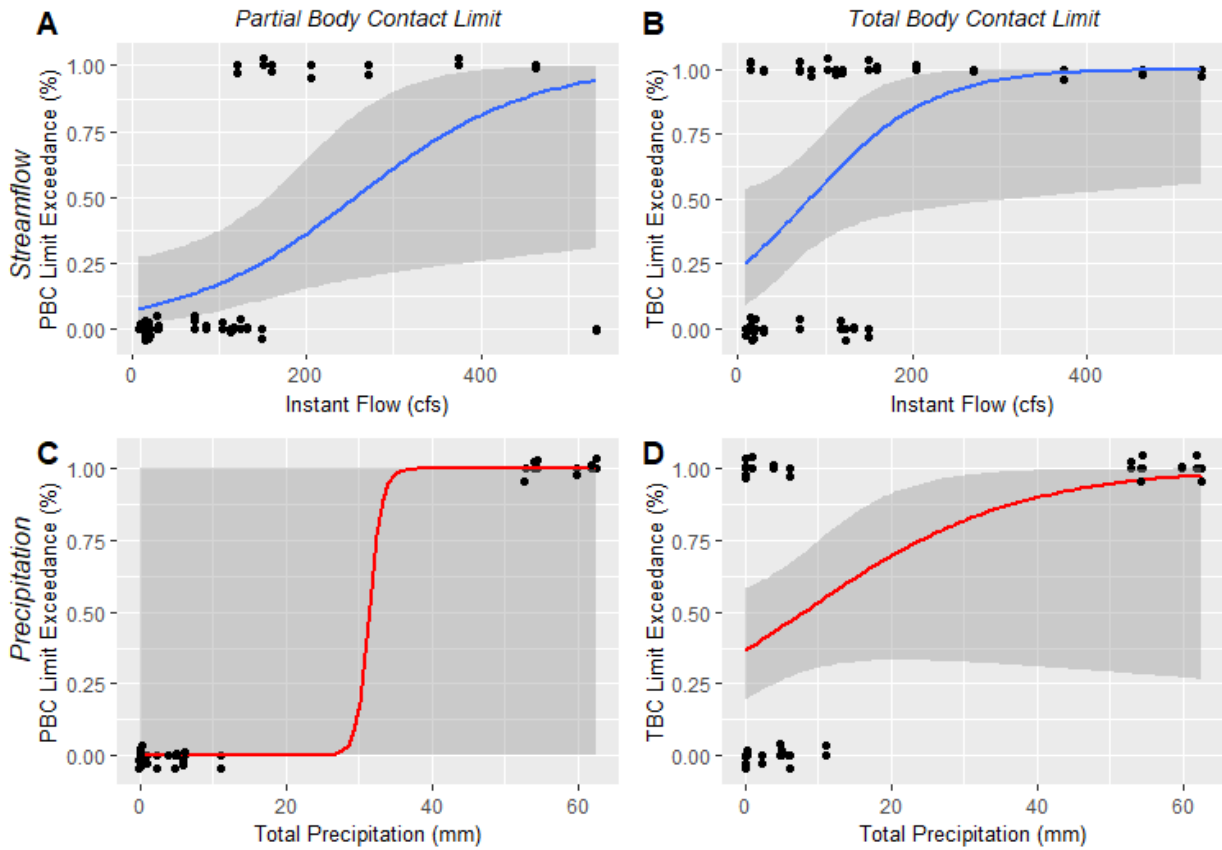 A
Partial Body Contact Limit
B
Total Body Contact Limit
Streamflow
PBC Limit Exceedance (%)
1.00
0.75
0.50
0.25
0.00
0
200
400
Instant Flow (cfs)
TBC Limit Exceedance (%)
1.00
0.75
0.50
0.25
0.00
0
200
400
Instant Flow (cfs)
C
D
Precipitation
PBC Limit Exceedance (%)
1.00
0.75
0.50
0.25
0.00
0
20
40
60
Total Precipitation (mm)
TBC Limit Exceedance (%)
1.00
0.75
0.50
0.25
0.00
0
20
40
60
Total Precipitation (mm)